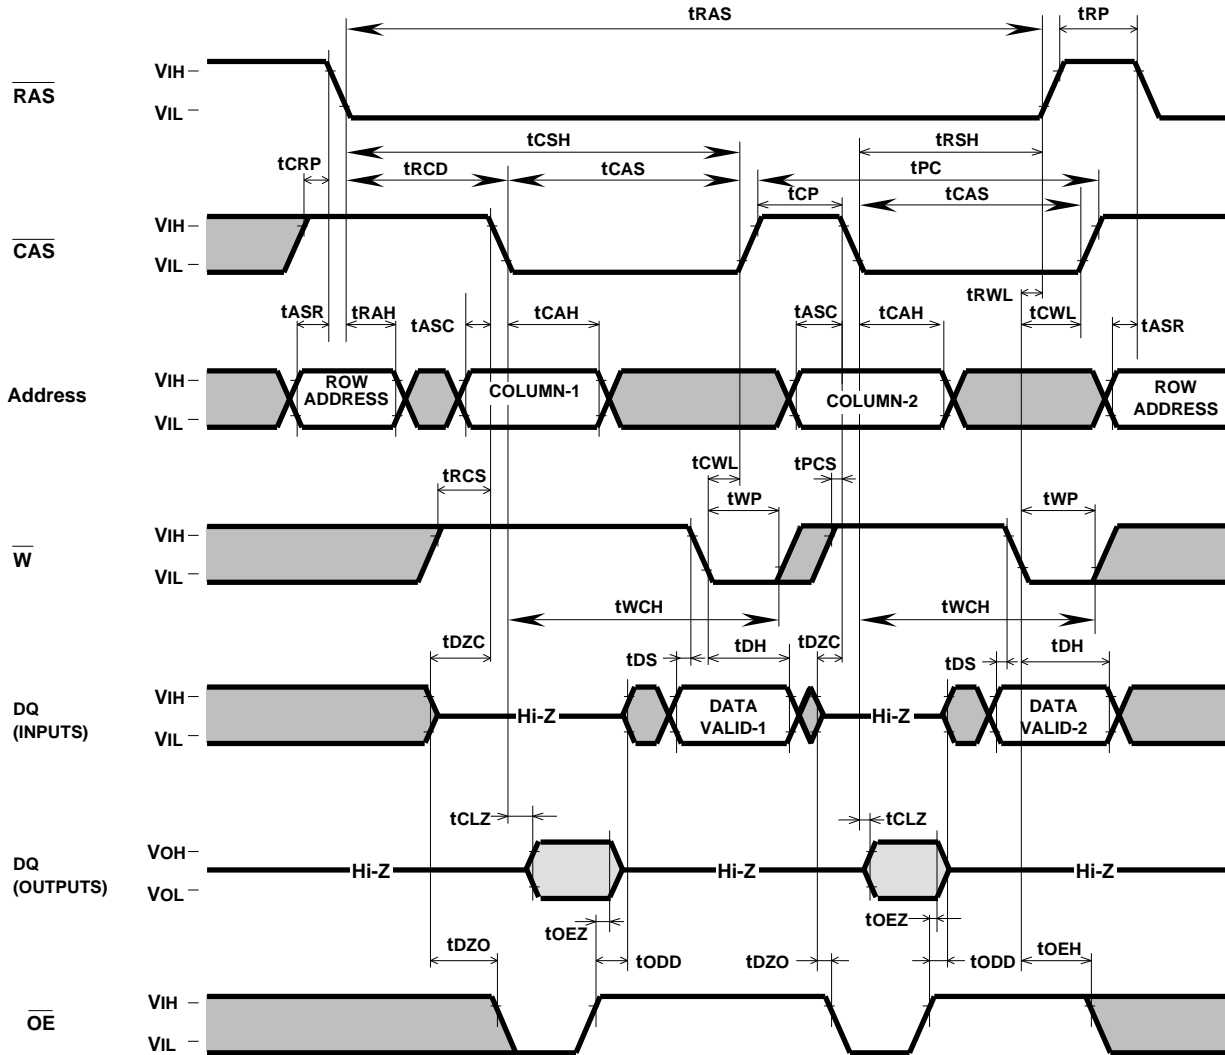 tRAS
tRP
RAS
VIH
VIL
tCSH
tRSH
tCRP
tRCD
tCAS
tPC
tCP
tCAS
CAS
VIH
VIL
tRWL
tASR
tRAH
tASC
tCAH
tASC
tCAH
tCWL
tASR
Address
VIH
VIL
ROW
ADDRESS
COLUMN-1
COLUMN-2
ROW
ADDRESS
tRCS
tCWL
tPCS
tWP
tWP
W
VIH
VIL
tWCH
tWCH
tDZC
tDS
tDH
tDZC
tDS
tDH
DQ
(INPUTS)
VIH
VIL
Hi-Z
DATA
VALID-1
Hi-Z
DATA
VALID-2
tCLZ
tCLZ
DQ
(OUTPUTS)
VOH
VOL
Hi-Z
Hi-Z
Hi-Z
tOEZ
tOEZ
tDZO
tODD
tDZO
tODD
tOEH
OE
VIH
VIL